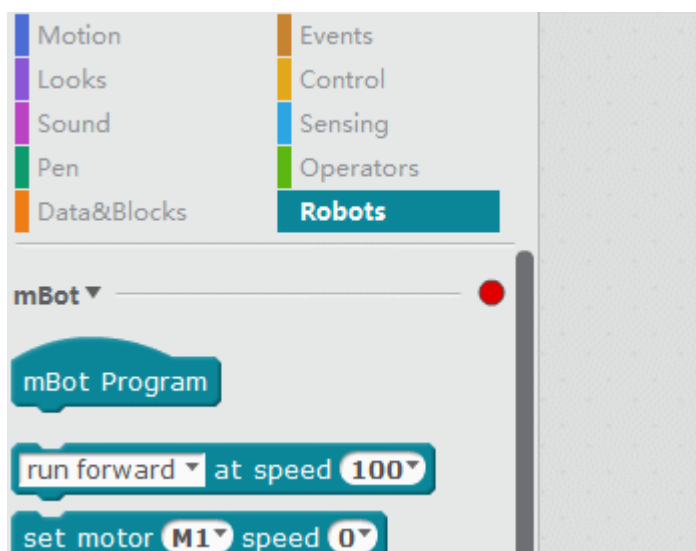 Motion Events
Looks Control
Sound Sensing
Pen Operators
Data&Blocks Robots
mBot
mBot Program
run forward at speed 100
set motor M1 speed 0